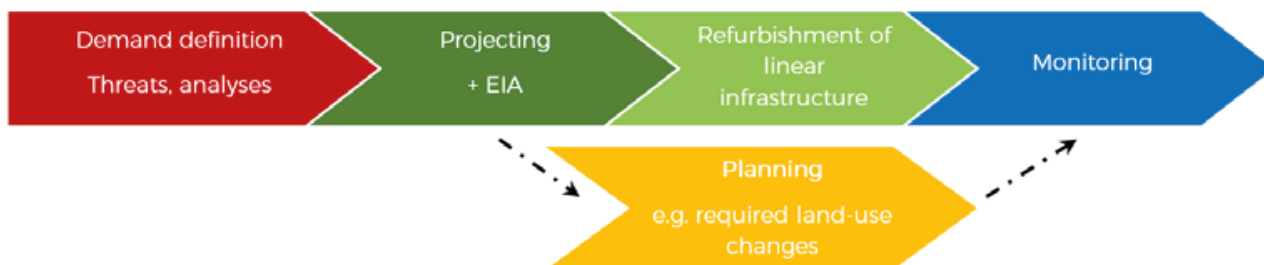 Demand definition
Threats, analyses
Projecting
+ EIA
Refurbishment of
linear
infrastructure
Monitoring
Planning
e.g. required land-use
changes